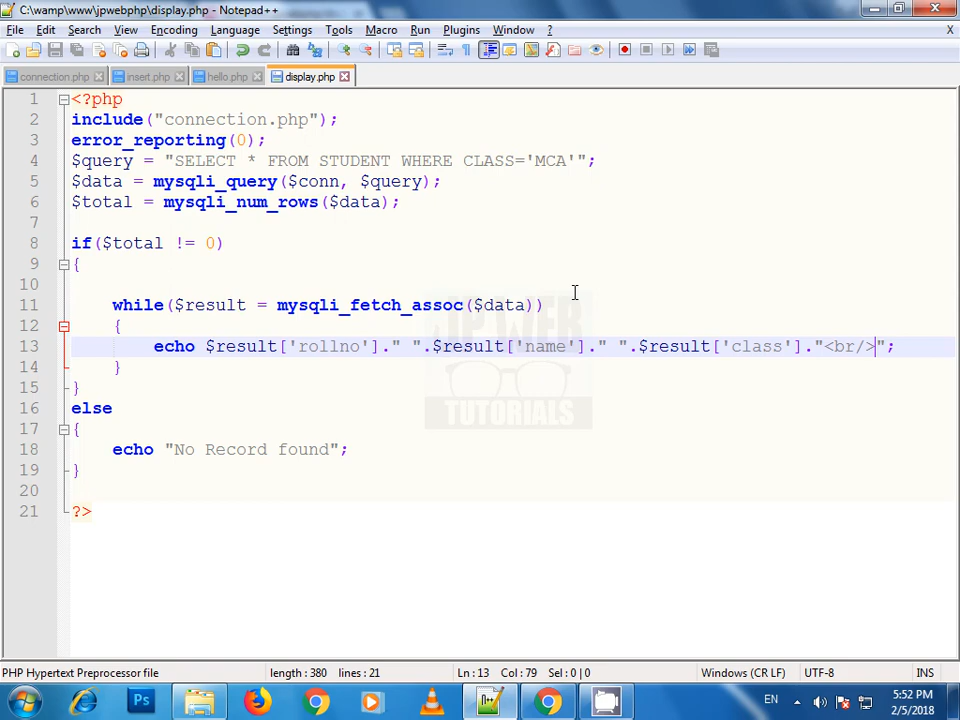 C:\wamp\www\jpwebphp\display.php - Notepad++
File Edit Search View Encoding Language Settings Tools Macro Run Plugins Window ? X
connection.php insert.php hello.php display.php
1 <?php
2 include("connection.php");
3 error_reporting(0);
4 $query = "SELECT * FROM STUDENT WHERE CLASS='MCA'";
5 $data = mysqli_query($conn, $query);
6 $total = mysqli_num_rows($data);
7
8 if($total != 0)
9 {
10
11 while($result = mysqli_fetch_assoc($data))
12 {
13 echo $result['rollno']." ".$result['name']." ".$result['class']."<br/>";
14 }
15 }
16 else
17 {
18 echo "No Record found";
19 }
20
21 ?>
JP WEB
TUTORIALS
PHP Hypertext Preprocessor file length : 380 lines : 21 Ln : 13 Col : 79 Sel : 0 | 0 Windows (CR LF) UTF-8 INS
Ps EN 5:52 PM
2/5/2018